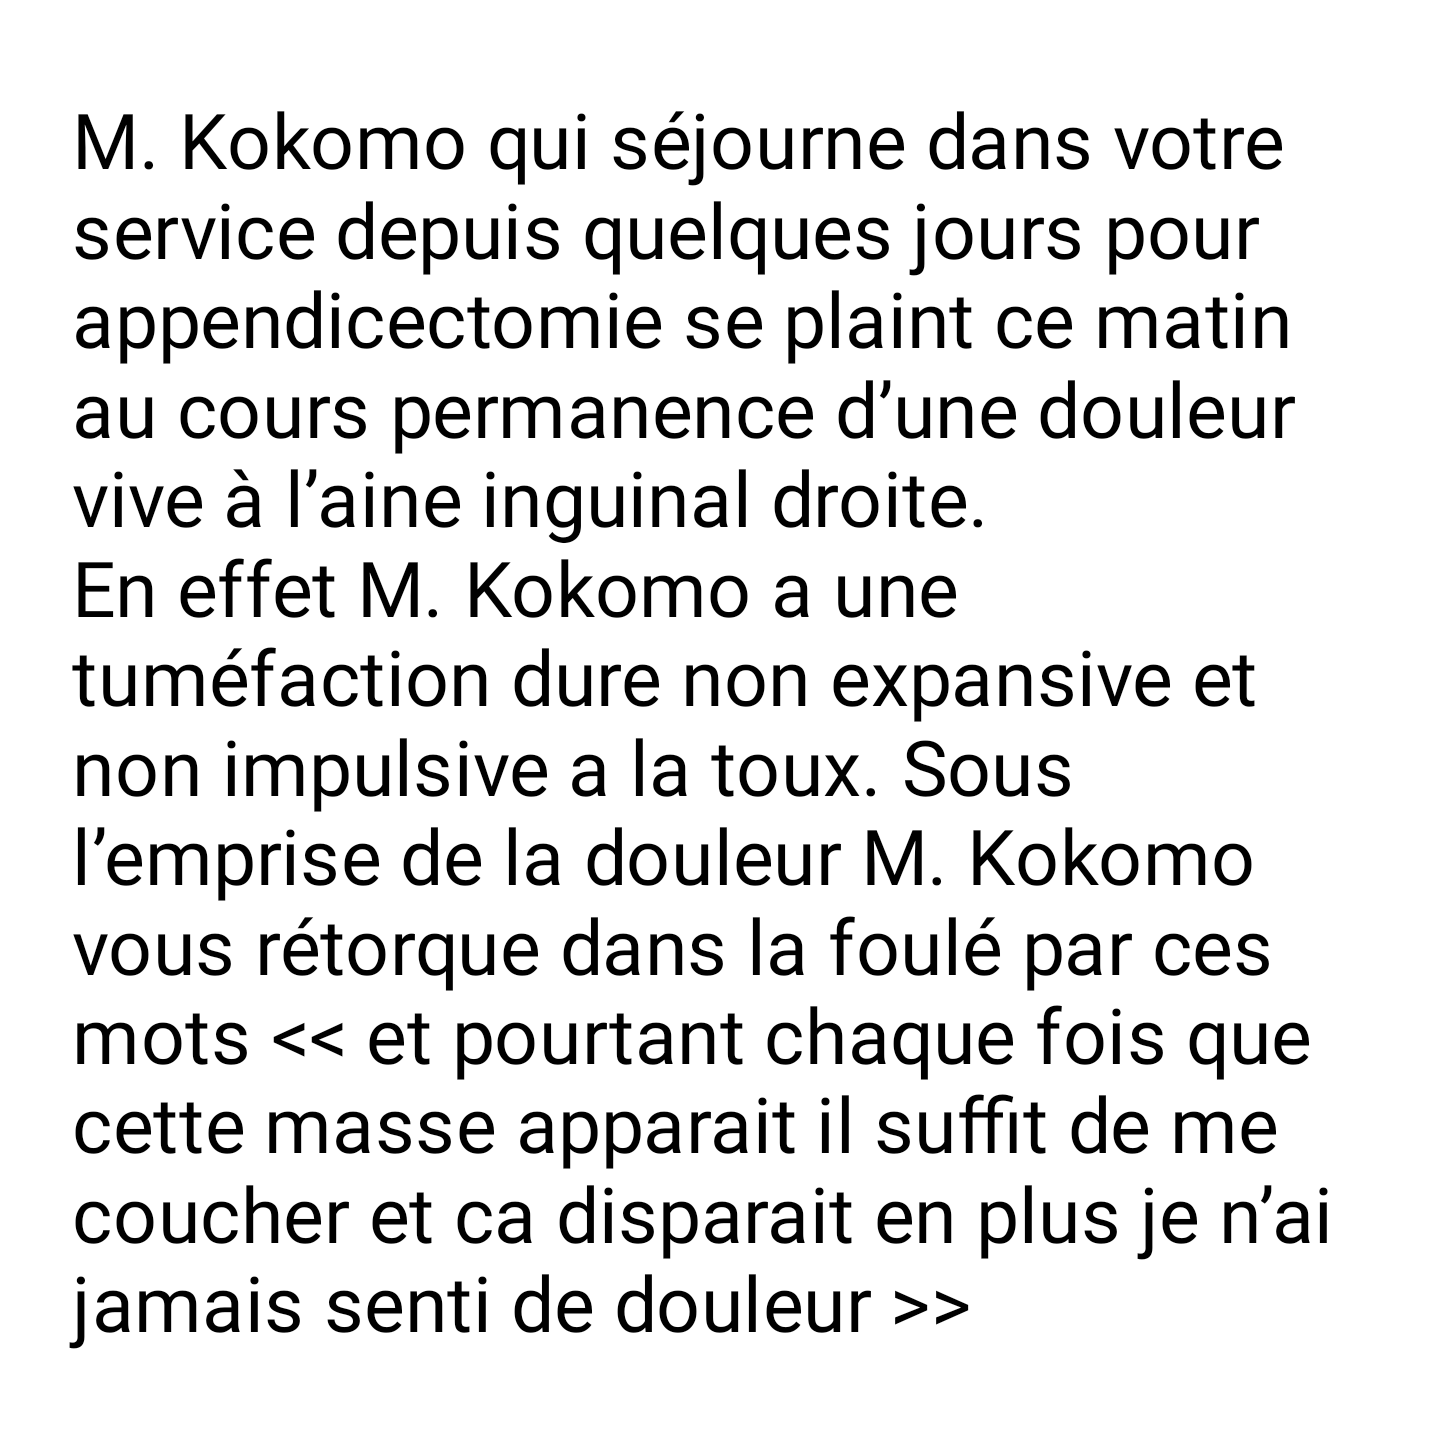 M. Kokomo qui séjourne dans votre
service depuis quelques jours pour
appendicectomie se plaint ce matin
au cours permanence d’une douleur
vive à l’aine inguinal droite.
En effet M. Kokomo a une
tuméfaction dure non expansive et
non impulsive a la toux. Sous
l’emprise de la douleur M. Kokomo
vous rétorque dans la foulé par ces
mots << et pourtant chaque fois que
cette masse apparait il suffit de me
coucher et ca disparait en plus je n’ai
jamais senti de douleur >>